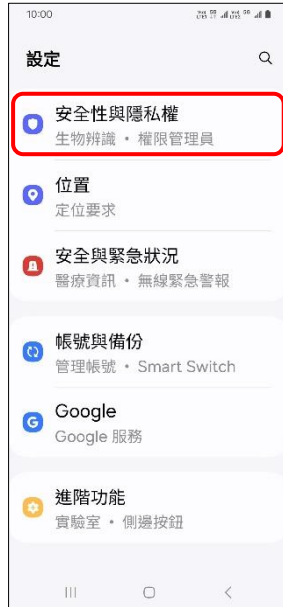 10:00
設定
安全性與隱私權
生物辨識 • 權限管理員
位置
定位要求
安全與緊急狀況
醫療資訊 • 無線緊急警報
帳號與備份
管理帳號 • Smart Switch
Google
Google 服務
進階功能
實驗室 • 側邊按鈕